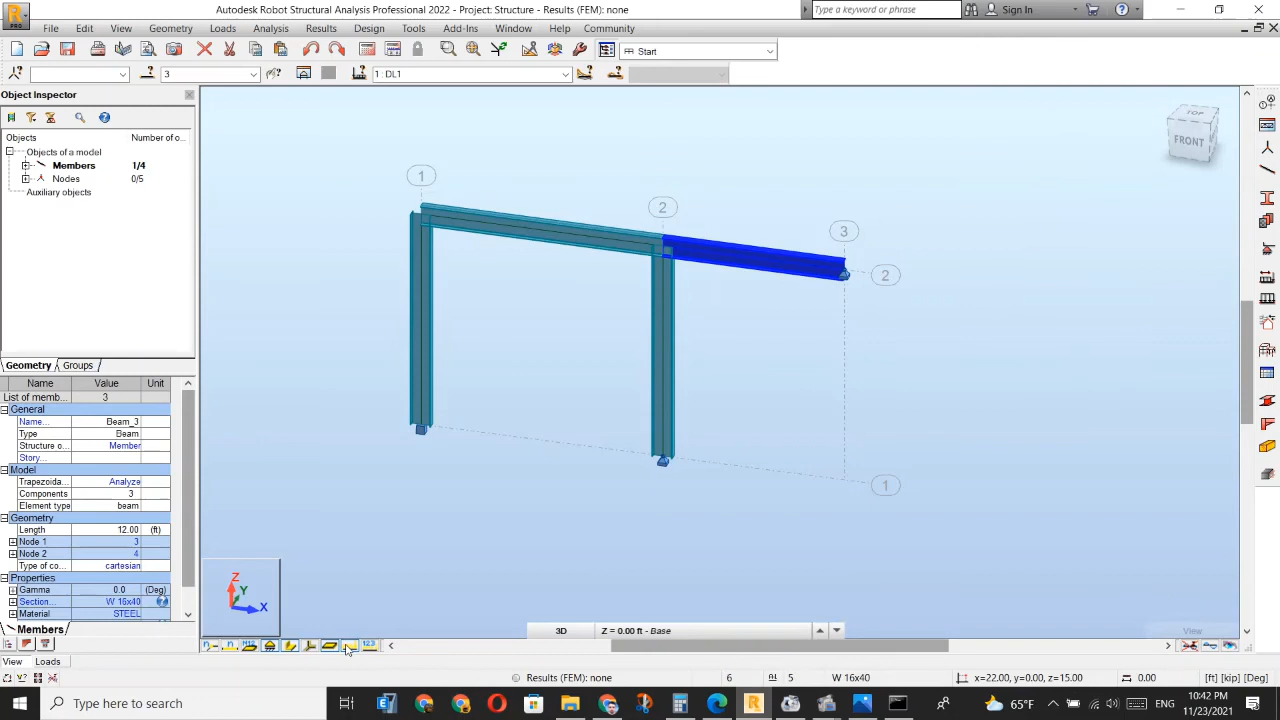 Autodesk Robot Structural Analysis Professional 2022 - Project: Structure - Results (FEM): none
Type a keyword or phrase
Sign In
PRO
File Edit View Geometry Loads Analysis Results Tools Design Add-Ins Window Help Community
Start
3
1 : DL1
Object Inspector
Objects Number of o...
Objects of a model
Members 1/4
Nodes 0/5
Auxiliary objects
Geometry Groups
Name Value Unit
List of memb... 3
General
Name... Beam_3
Type Beam
Structure o... Member
Story...
Model
Trapezoida... Analyze
Components 3
Element type beam
Geometry
Length 12.00 (ft)
Node 1 3
Node 2 4
Type of co... cartesian
Properties
Gamma 0.0 (Deg)
Section... W 16x40
Material STEEL
Members
1
2
3
2
1
TOP
FRONT
Z
Y
X
3D Z = 0.00 ft - Base
View
View Loads
Results (FEM): none 6 5 W 16x40 x=22.00, y=0.00, z=15.00 0.00 [ft] [kip] [Deg]
Type here to search
65°F
ENG
10:42 PM
11/23/2021